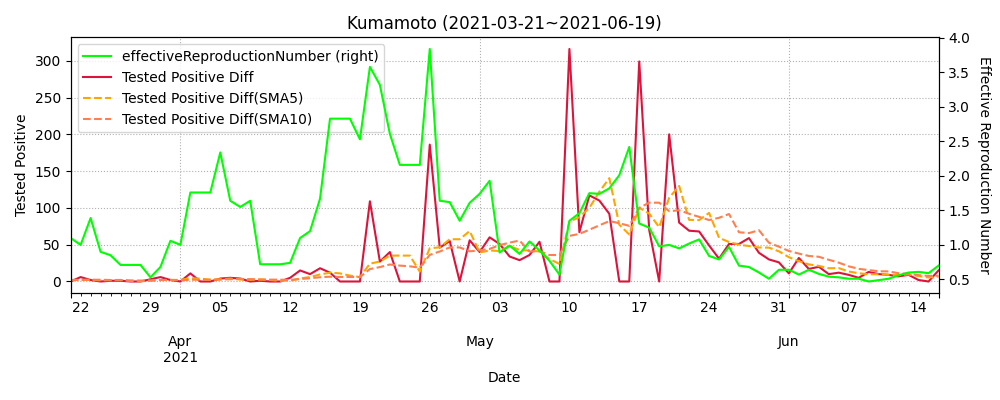 Kumamoto (2021-03-21~2021-06-19)
effectiveReproductionNumber (right)
Tested Positive Diff
Tested Positive Diff(SMA5)
Tested Positive Diff(SMA10)
Tested Positive
300
250
200
150
100
50
0
4.0
3.5
3.0
2.5
2.0
1.5
1.0
0.5
Effective Reproduction Number
22 29 05 12 19 26 03 10 17 24 31 07 14
Apr May Jun
2021
Date